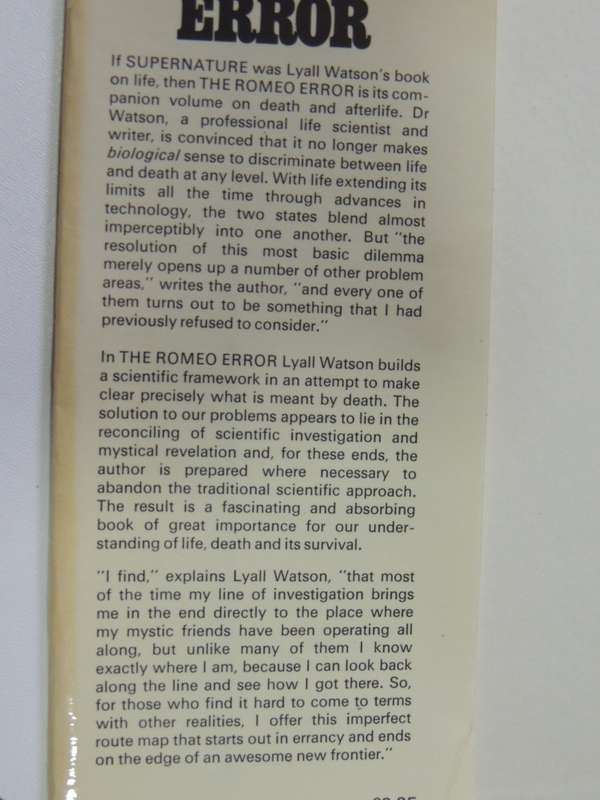 ERROR
If SUPERNATURE was Lyall Watson's book
on life, then THE ROMEO ERROR is its com-
panion volume on death and afterlife. Dr
Watson, a professional life scientist and
writer, is convinced that it no longer makes
biological sense to discriminate between life
and death at any level. With life extending its
limits all the time through advances in
technology, the two states blend almost
imperceptibly into one another. But "the
resolution of this most basic dilemma
merely opens up a number of other problem
areas," writes the author, "and every one of
them turns out to be something that I had
previously refused to consider."
In THE ROMEO ERROR Lyall Watson builds
a scientific framework in an attempt to make
clear precisely what is meant by death. The
solution to our problems appears to lie in the
reconciling of scientific investigation and
mystical revelation and, for these ends, the
author is prepared where necessary to
abandon the traditional scientific approach.
The result is a fascinating and absorbing
book of great importance for our under-
standing of life, death and its survival.
"I find," explains Lyall Watson, "that most
of the time my line of investigation brings
me in the end directly to the place where
my mystic friends have been operating all
along, but unlike many of them I know
exactly where I am, because I can look back
along the line and see how I got there. So,
for those who find it hard to come to terms
with other realities, I offer this imperfect
route map that starts out in errancy and ends
on the edge of an awesome new frontier."